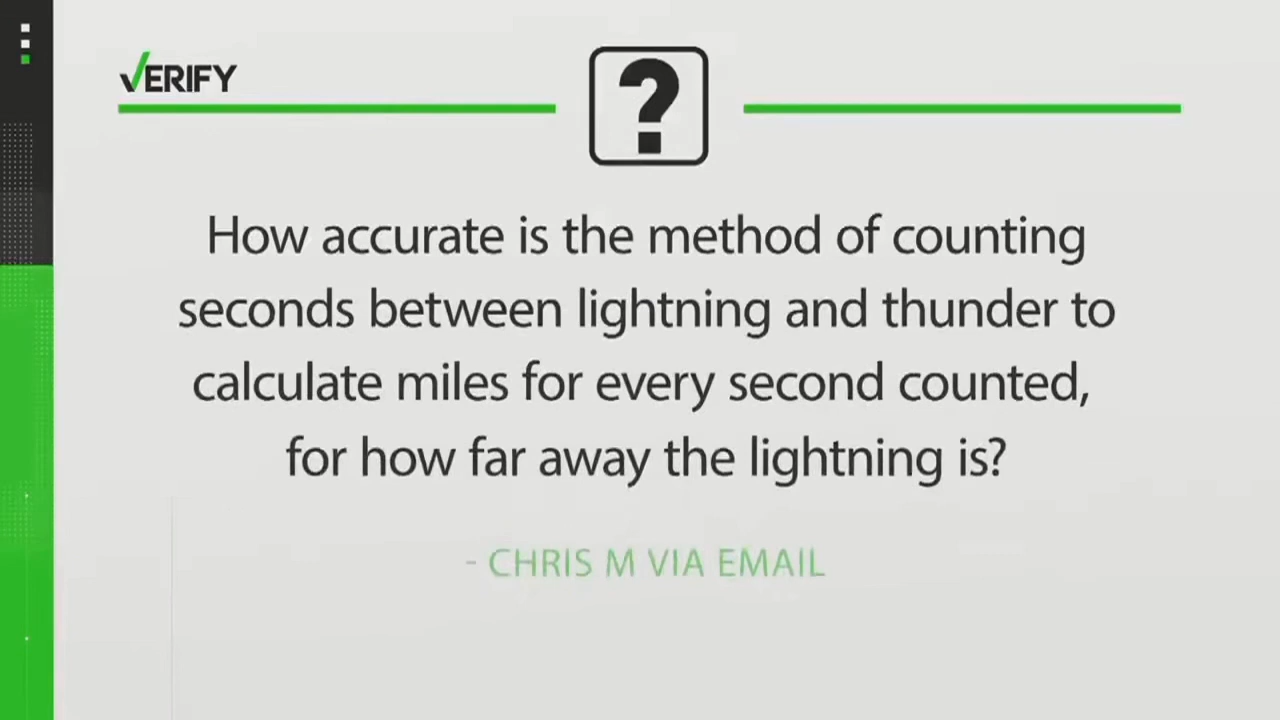 VERIFY
?
How accurate is the method of counting
seconds between lightning and thunder to
calculate miles for every second counted,
for how far away the lightning is?
- CHRIS M VIA EMAIL